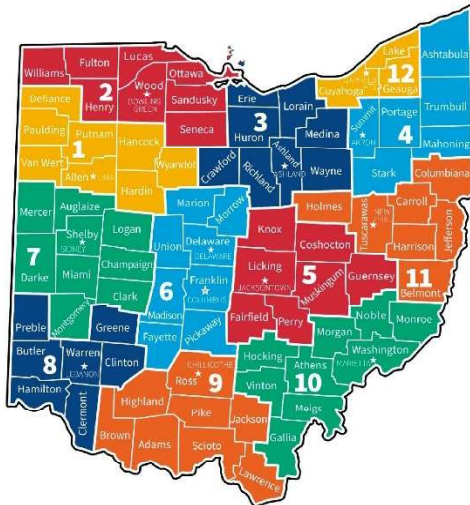 Williams
Fulton
Lucas
2
Henry
Wood
BOWLING
GREEN
Ottawa
Sandusky
Seneca
Defiance
Paulding
Putnam
1
Hancock
Van Wert
Allen
LIMA
Wyandot
Hardin
Erie
Lorain
3
Huron
Medina
Crawford
Richland
Ashland
ASHLAND
Wayne
Lake
12
Geauga
Cuyahoga
Ashtabula
Summit
AKRON
Portage
4
Trumbull
Mahoning
Stark
Columbiana
Mercer
Auglaize
Shelby
SIDNEY
Logan
7
Darke
Miami
Champaign
Clark
Montgomery
Marion
Morrow
Union
Delaware
DELAWARE
Franklin
COLUMBUS
6
Madison
Fayette
Pickaway
Knox
Coshocton
Licking
JACKSONTOWN
5
Muskingum
Guernsey
Fairfield
Perry
Holmes
Tuscarawas
Carroll
Jefferson
Harrison
11
Belmont
Preble
Butler
8
Warren
LEBANON
Greene
Clinton
Hamilton
Clermont
CHILLICOTHE
Ross
9
Highland
Pike
Jackson
Brown
Adams
Scioto
Lawrence
Hocking
Vinton
Athens
10
Meigs
Gallia
Morgan
Noble
Monroe
Washington
MARIETTA